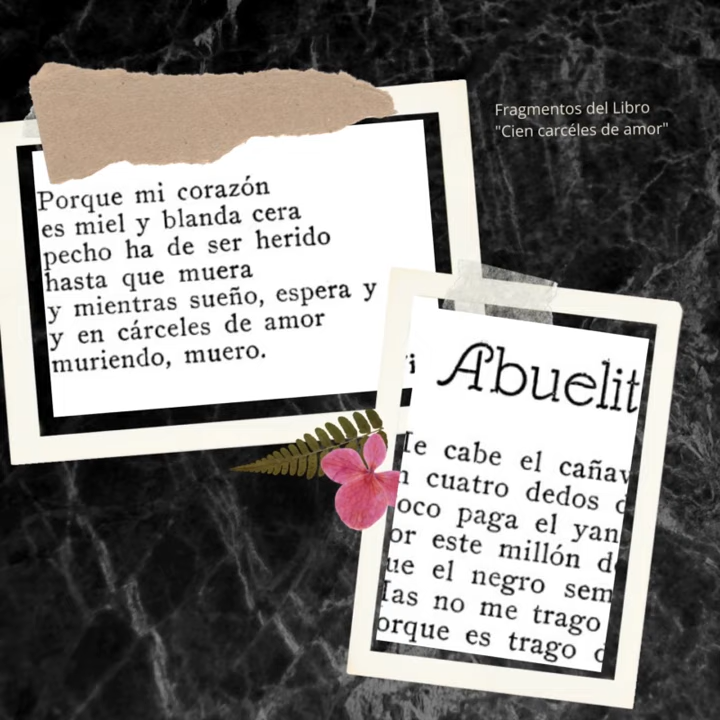 Fragmentos del Libro
"Cien carcéles de amor"
Porque mi corazón
es miel y blanda cera
pecho ha de ser herido
hasta que muera
y mientras sueño, espera y
y en cárceles de amor
muriendo, muero.
Abuelit
e cabe el cañav
cuatro dedos d
oco paga el yan
or este millón d
ue el negro sem
as no me trago
orque es trago